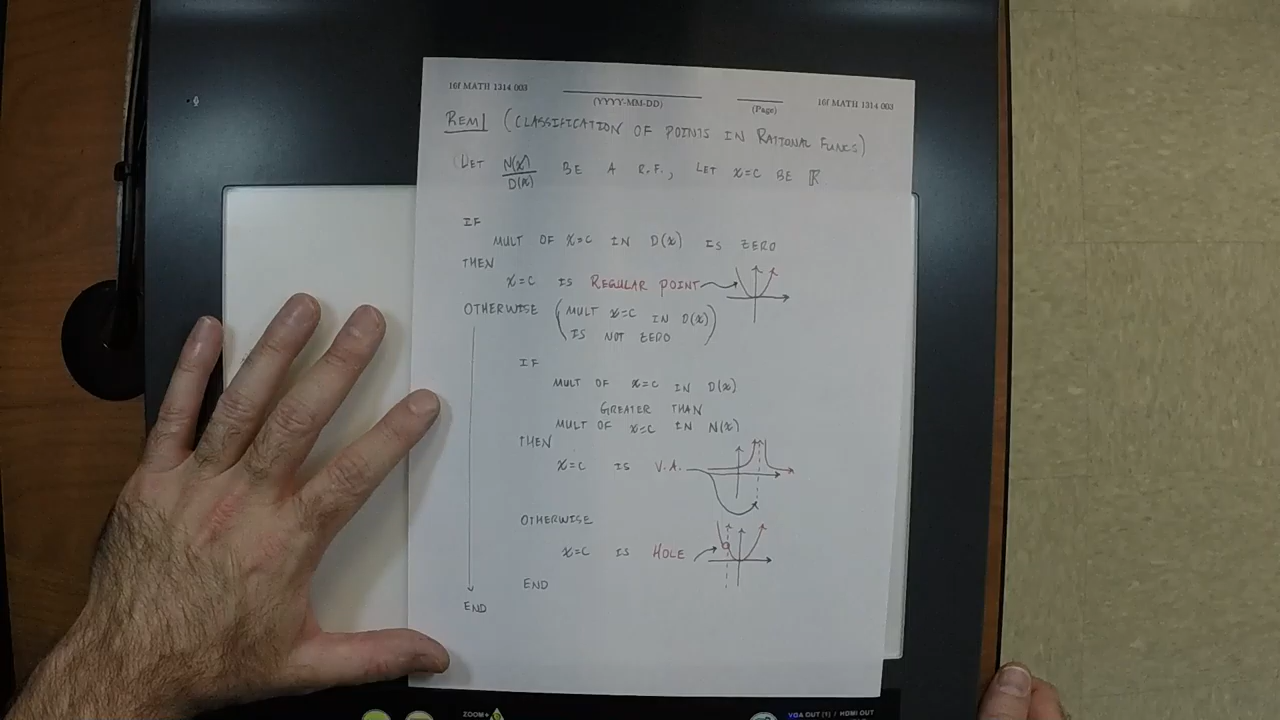 16f MATH 1314 003
(YYYY-MM-DD)
(Page)
16f MATH 1314 003
REM| (CLASSIFICATION OF POINTS IN RATIONAL FUNCS)
(LET N(x)/D(x) BE A R.F., LET x=c BE ℝ
IF
MULT OF x=c IN D(x) IS ZERO
THEN
x=c IS REGULAR POINT
OTHERWISE (MULT x=c IN D(x)
IS NOT ZERO)
IF
MULT OF x=c IN D(x)
GREATER THAN
MULT OF x=c IN N(x)
THEN
x=c IS V.A.
OTHERWISE
x=c IS HOLE
END
END
ZOOM+
VGA OUT (1) / HDMI OUT